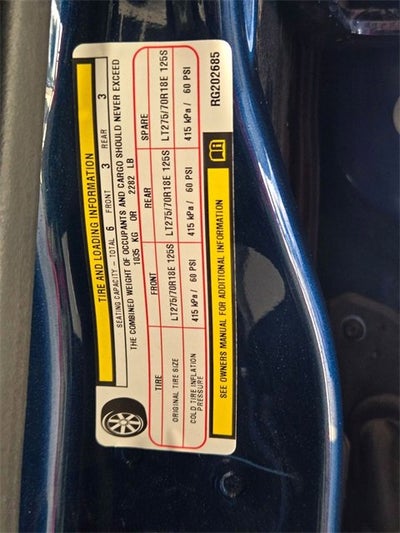 TIRE AND LOADING INFORMATION
SEATING CAPACITY – TOTAL 6 FRONT 3 REAR 3
THE COMBINED WEIGHT OF OCCUPANTS AND CARGO SHOULD NEVER EXCEED
1035 KG OR 2282 LB
TIRE FRONT REAR SPARE
ORIGINAL TIRE SIZE LT275/70R18E 125S LT275/70R18E 125S LT275/70R18E 125S
COLD TIRE INFLATION PRESSURE 415 kPa / 60 PSI 415 kPa / 60 PSI 415 kPa / 60 PSI
SEE OWNERS MANUAL FOR ADDITIONAL INFORMATION
RG202685